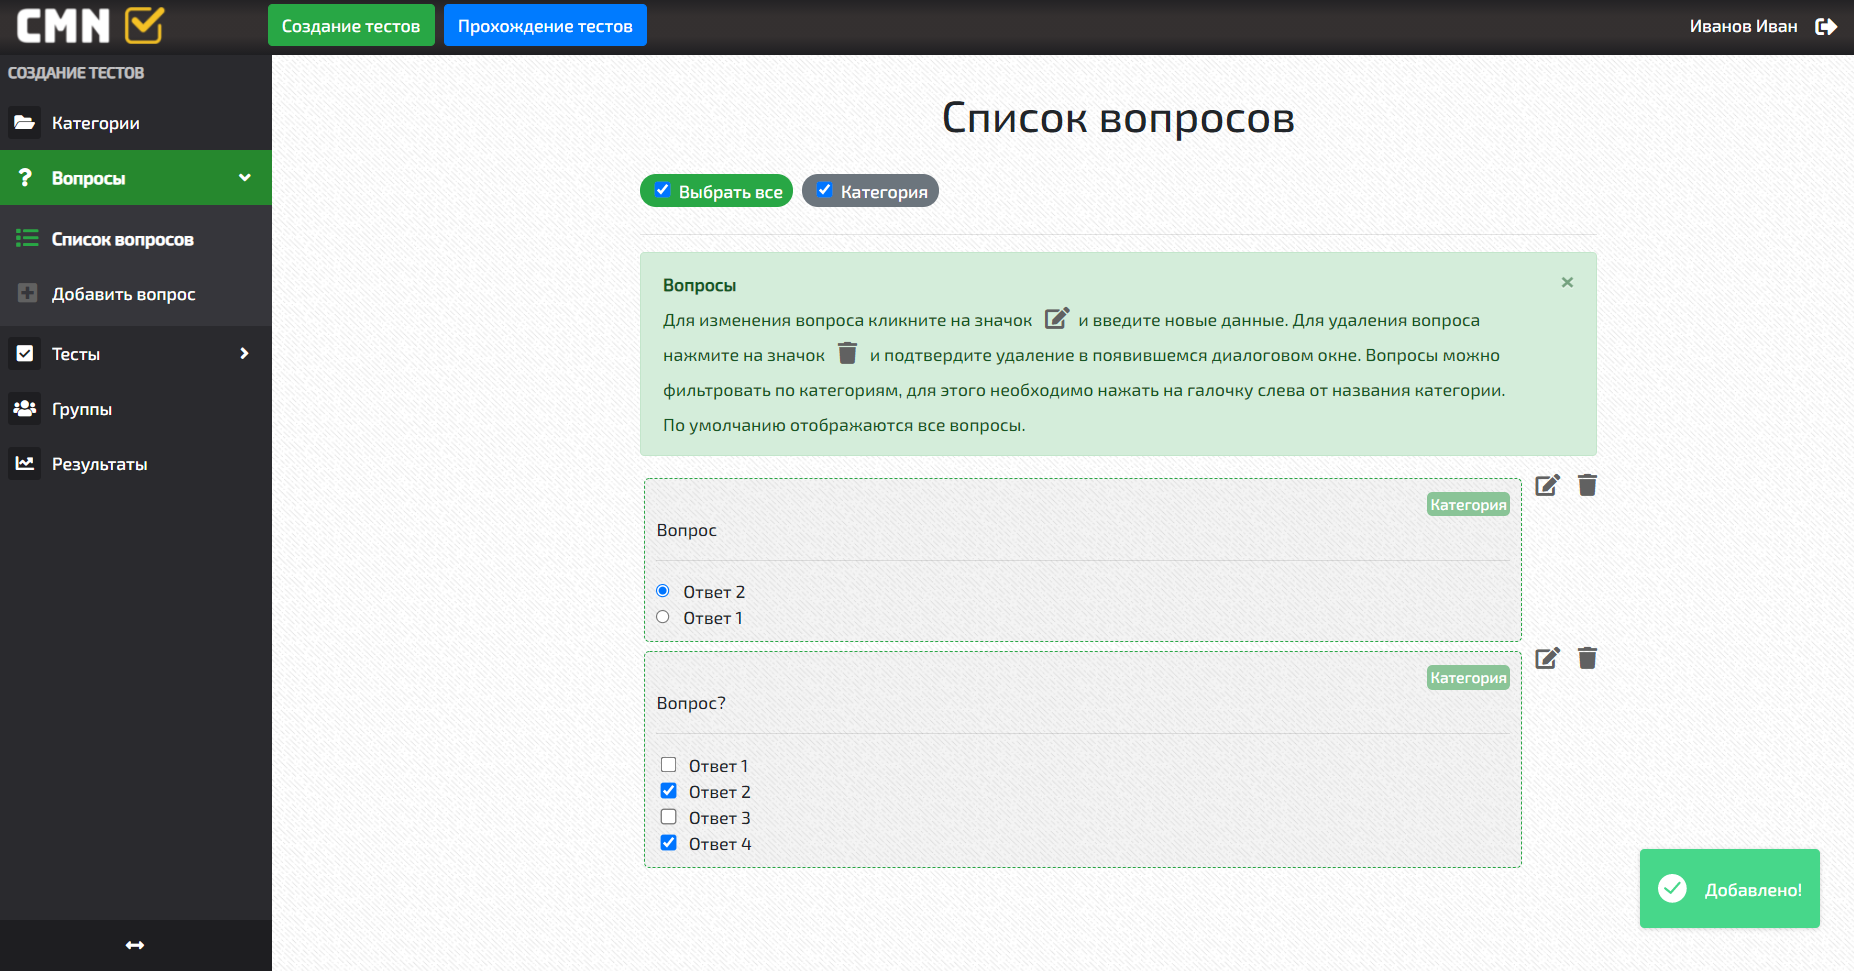 CMN
Создание тестов
Прохождение тестов
Иванов Иван
СОЗДАНИЕ ТЕСТОВ
Категории
Вопросы
Список вопросов
Добавить вопрос
Тесты
Группы
Результаты
Список вопросов
Выбрать все
Категория
Вопросы
Для изменения вопроса кликните на значок и введите новые данные. Для удаления вопроса
нажмите на значок и подтвердите удаление в появившемся диалоговом окне. Вопросы можно
фильтровать по категориям, для этого необходимо нажать на галочку слева от названия категории.
По умолчанию отображаются все вопросы.
Категория
Вопрос
Ответ 2
Ответ 1
Категория
Вопрос?
Ответ 1
Ответ 2
Ответ 3
Ответ 4
Добавлено!